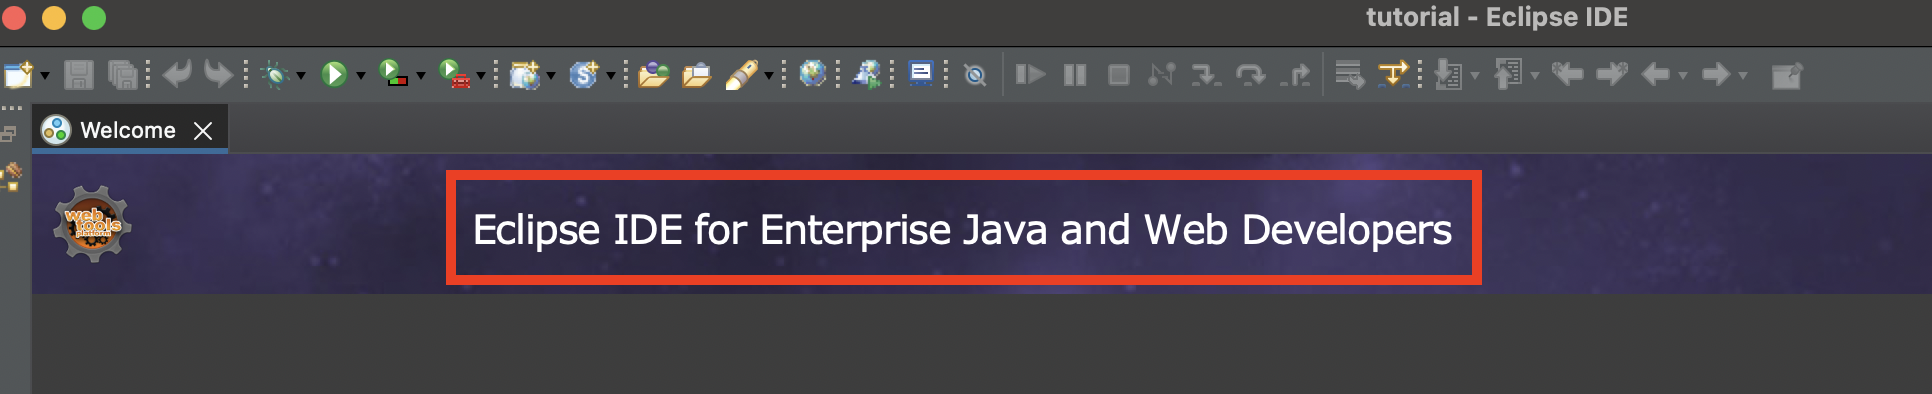 tutorial - Eclipse IDE
Welcome
web
tools
platform
Eclipse IDE for Enterprise Java and Web Developers